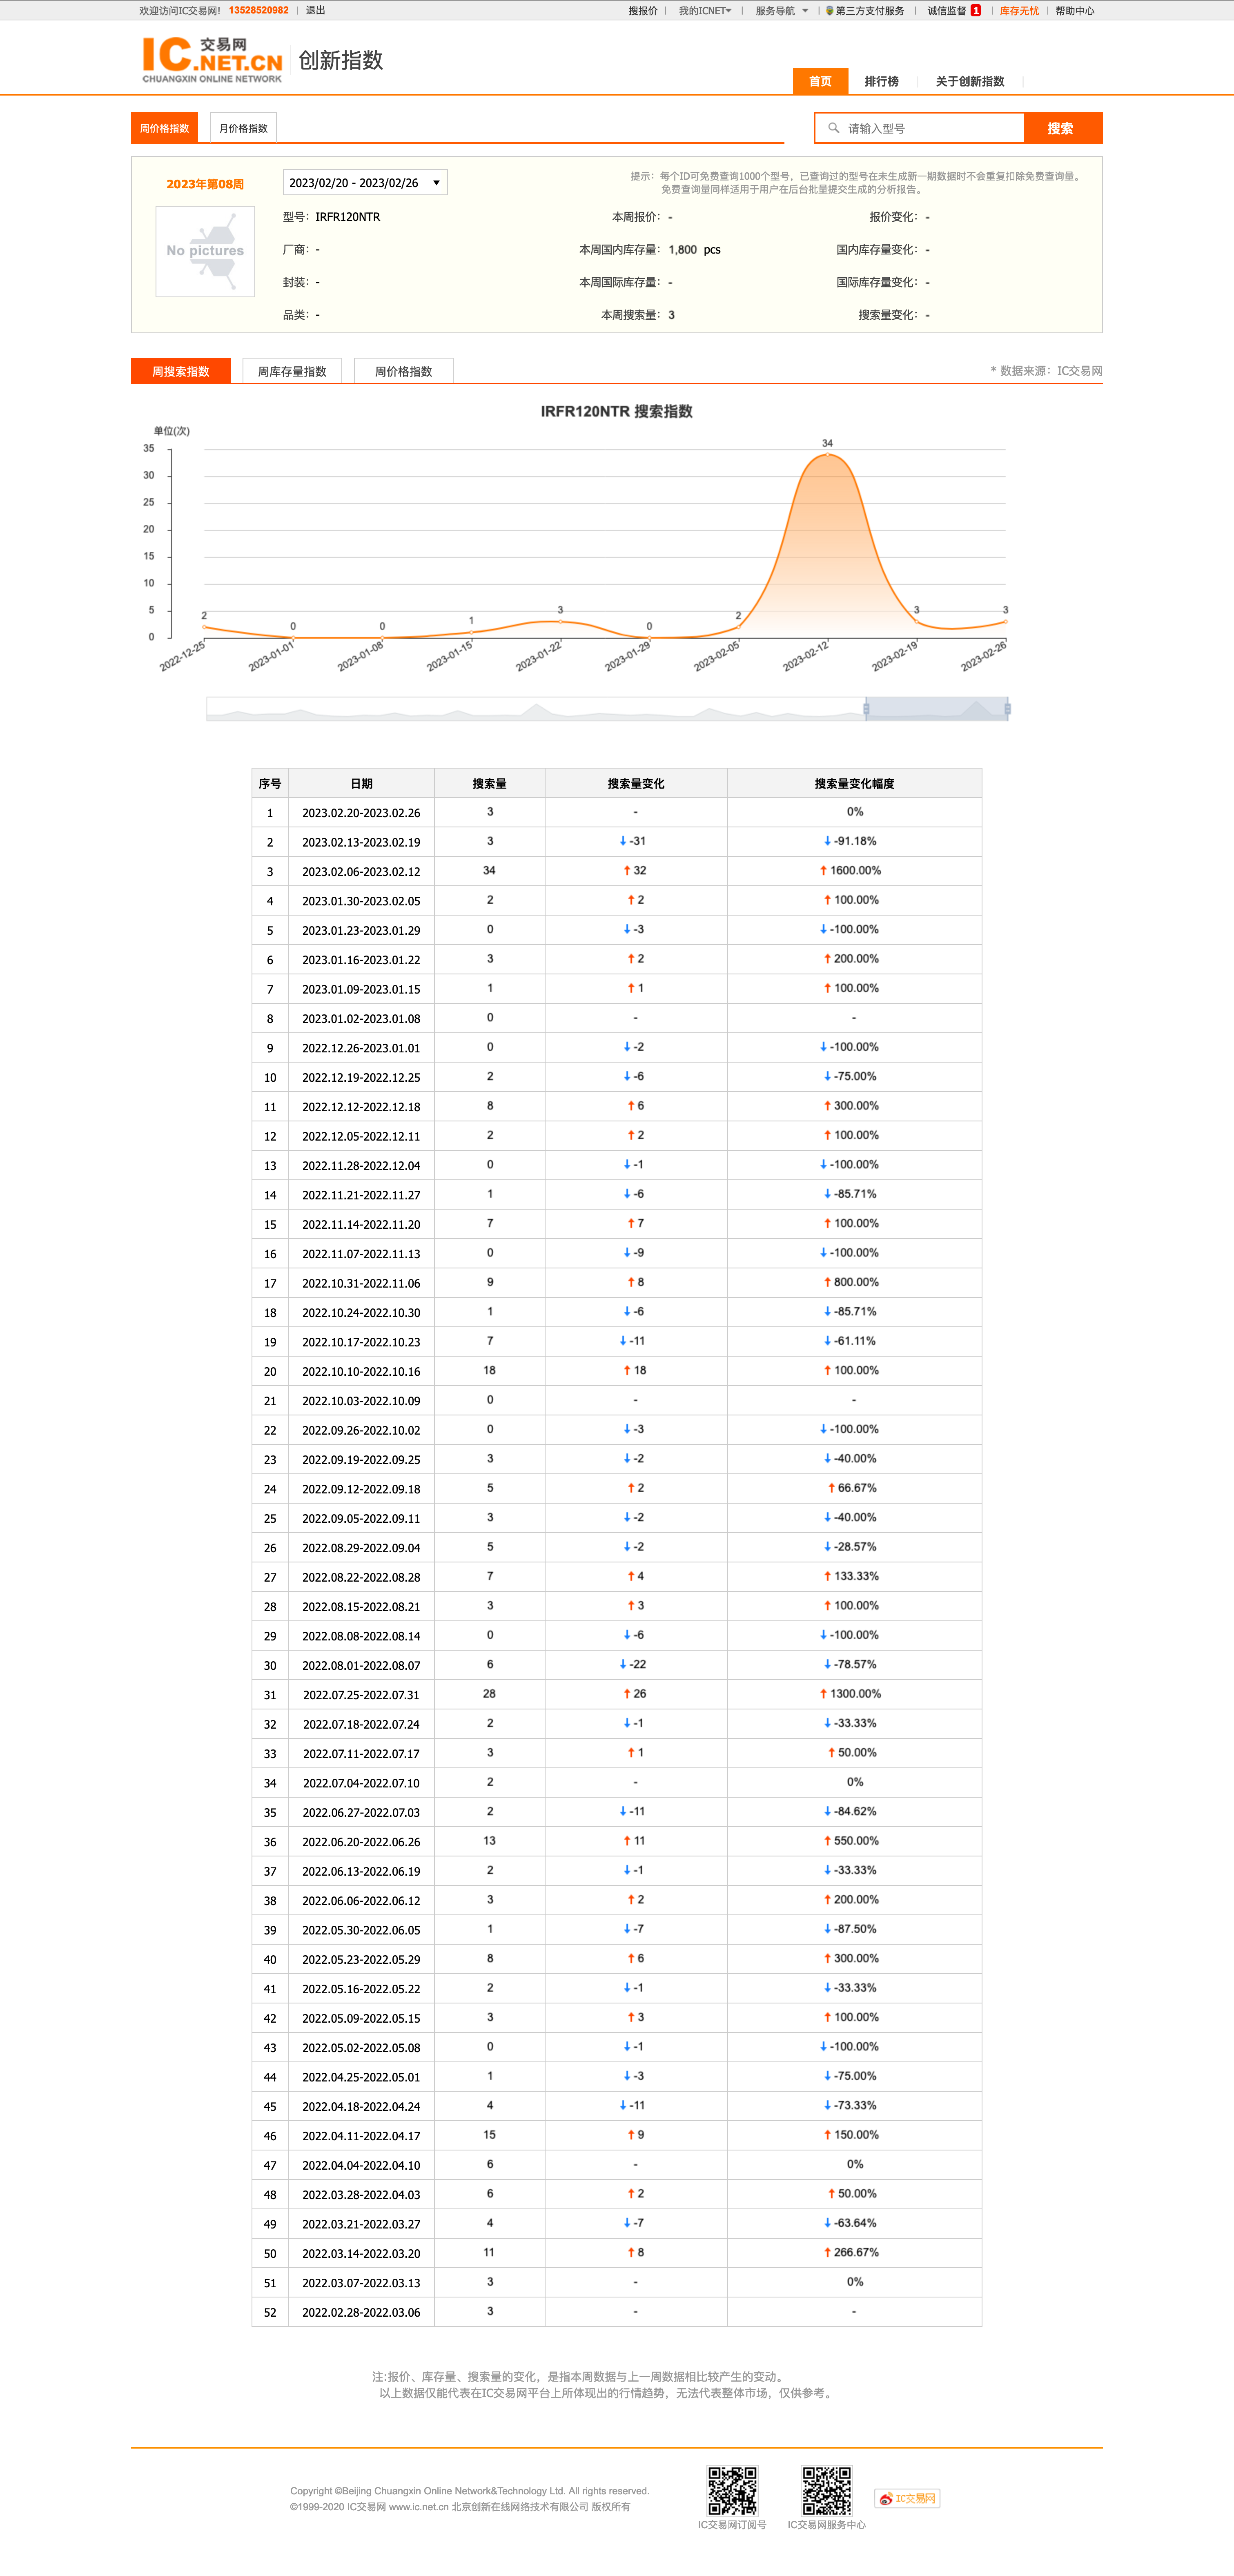 欢迎访问IC交易网! 13528520982 | 退出 搜报价 | 我的ICNET | 服务导航 | 第三方支付服务 | 诚信监督 1 | 库存无忧 | 帮助中心
IC 交易网 .NET.CN CHUANGXIN ONLINE NETWORK 创新指数
首页 排行榜 关于创新指数
周价格指数 月价格指数 请输入型号 搜索
2023年第08周 2023/02/20 - 2023/02/26 提示：每个ID可免费查询1000个型号，已查询过的型号在未生成新一期数据时不会重复扣除免费查询量。
免费查询量同样适用于用户在后台批量提交生成的分析报告。
No pictures
型号：IRFR120NTR 本周报价：- 报价变化：-
厂商：- 本周国内库存量：1,800 pcs 国内库存量变化：-
封装：- 本周国际库存量：- 国际库存量变化：-
品类：- 本周搜索量：3 搜索量变化：-
周搜索指数 周库存量指数 周价格指数 * 数据来源：IC交易网
IRFR120NTR 搜索指数
单位(次)
35
30
25
20
15
10
5
0
2 0 0 1 3 0 2 34 3 3
2022-12-25 2023-01-01 2023-01-08 2023-01-15 2023-01-22 2023-01-29 2023-02-05 2023-02-12 2023-02-19 2023-02-26
序号 日期 搜索量 搜索量变化 搜索量变化幅度
1 2023.02.20-2023.02.26 3 - 0%
2 2023.02.13-2023.02.19 3 ↓-31 ↓-91.18%
3 2023.02.06-2023.02.12 34 ↑32 ↑1600.00%
4 2023.01.30-2023.02.05 2 ↑2 ↑100.00%
5 2023.01.23-2023.01.29 0 ↓-3 ↓-100.00%
6 2023.01.16-2023.01.22 3 ↑2 ↑200.00%
7 2023.01.09-2023.01.15 1 ↑1 ↑100.00%
8 2023.01.02-2023.01.08 0 - -
9 2022.12.26-2023.01.01 0 ↓-2 ↓-100.00%
10 2022.12.19-2022.12.25 2 ↓-6 ↓-75.00%
11 2022.12.12-2022.12.18 8 ↑6 ↑300.00%
12 2022.12.05-2022.12.11 2 ↑2 ↑100.00%
13 2022.11.28-2022.12.04 0 ↓-1 ↓-100.00%
14 2022.11.21-2022.11.27 1 ↓-6 ↓-85.71%
15 2022.11.14-2022.11.20 7 ↑7 ↑100.00%
16 2022.11.07-2022.11.13 0 ↓-9 ↓-100.00%
17 2022.10.31-2022.11.06 9 ↑8 ↑800.00%
18 2022.10.24-2022.10.30 1 ↓-6 ↓-85.71%
19 2022.10.17-2022.10.23 7 ↓-11 ↓-61.11%
20 2022.10.10-2022.10.16 18 ↑18 ↑100.00%
21 2022.10.03-2022.10.09 0 - -
22 2022.09.26-2022.10.02 0 ↓-3 ↓-100.00%
23 2022.09.19-2022.09.25 3 ↓-2 ↓-40.00%
24 2022.09.12-2022.09.18 5 ↑2 ↑66.67%
25 2022.09.05-2022.09.11 3 ↓-2 ↓-40.00%
26 2022.08.29-2022.09.04 5 ↓-2 ↓-28.57%
27 2022.08.22-2022.08.28 7 ↑4 ↑133.33%
28 2022.08.15-2022.08.21 3 ↑3 ↑100.00%
29 2022.08.08-2022.08.14 0 ↓-6 ↓-100.00%
30 2022.08.01-2022.08.07 6 ↓-22 ↓-78.57%
31 2022.07.25-2022.07.31 28 ↑26 ↑1300.00%
32 2022.07.18-2022.07.24 2 ↓-1 ↓-33.33%
33 2022.07.11-2022.07.17 3 ↑1 ↑50.00%
34 2022.07.04-2022.07.10 2 - 0%
35 2022.06.27-2022.07.03 2 ↓-11 ↓-84.62%
36 2022.06.20-2022.06.26 13 ↑11 ↑550.00%
37 2022.06.13-2022.06.19 2 ↓-1 ↓-33.33%
38 2022.06.06-2022.06.12 3 ↑2 ↑200.00%
39 2022.05.30-2022.06.05 1 ↓-7 ↓-87.50%
40 2022.05.23-2022.05.29 8 ↑6 ↑300.00%
41 2022.05.16-2022.05.22 2 ↓-1 ↓-33.33%
42 2022.05.09-2022.05.15 3 ↑3 ↑100.00%
43 2022.05.02-2022.05.08 0 ↓-1 ↓-100.00%
44 2022.04.25-2022.05.01 1 ↓-3 ↓-75.00%
45 2022.04.18-2022.04.24 4 ↓-11 ↓-73.33%
46 2022.04.11-2022.04.17 15 ↑9 ↑150.00%
47 2022.04.04-2022.04.10 6 - 0%
48 2022.03.28-2022.04.03 6 ↑2 ↑50.00%
49 2022.03.21-2022.03.27 4 ↓-7 ↓-63.64%
50 2022.03.14-2022.03.20 11 ↑8 ↑266.67%
51 2022.03.07-2022.03.13 3 - 0%
52 2022.02.28-2022.03.06 3 - -
注:报价、库存量、搜索量的变化，是指本周数据与上一周数据相比较产生的变动。
以上数据仅能代表在IC交易网平台上所体现出的行情趋势，无法代表整体市场，仅供参考。
Copyright ©Beijing Chuangxin Online Network&Technology Ltd. All rights reserved.
©1999-2020 IC交易网 www.ic.net.cn 北京创新在线网络技术有限公司 版权所有
IC交易网订阅号 IC交易网服务中心 IC交易网